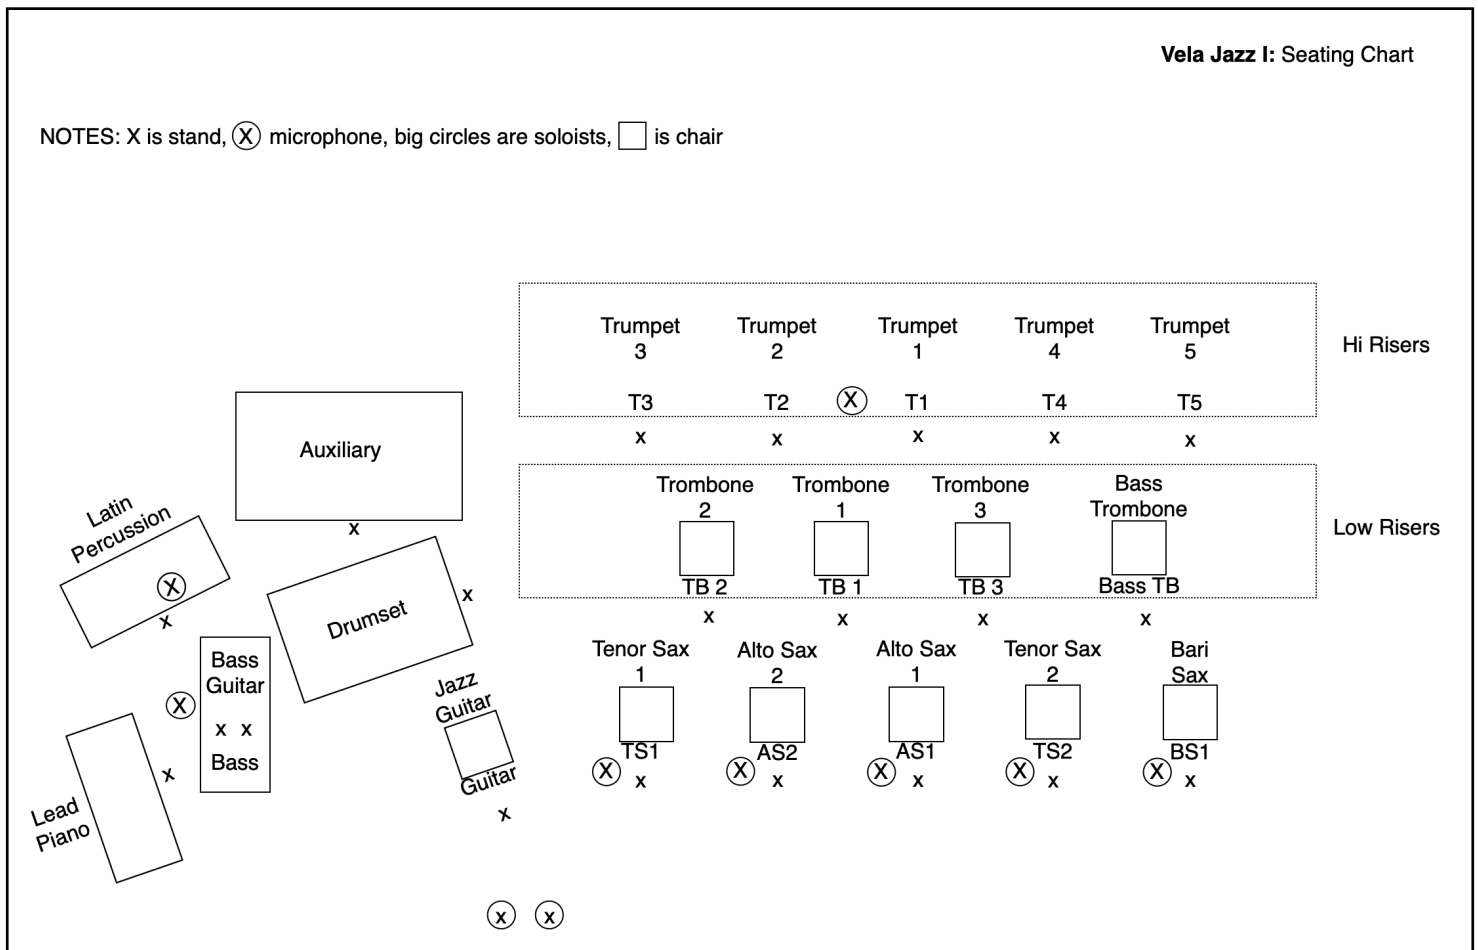 Vela Jazz I: Seating Chart
NOTES: X is stand, X microphone, big circles are soloists, is chair
Trumpet Trumpet Trumpet Trumpet Trumpet
3 2 1 4 5
Hi Risers
T3 T2 X T1 T4 T5
x x x x x
Auxiliary
x
Trombone Trombone Trombone Bass
2 1 3 Trombone
Low Risers
TB 2 TB 1 TB 3 Bass TB
x x x x
Latin
Percussion
X
x
Drumset
x
Tenor Sax Alto Sax Alto Sax Tenor Sax Bari
1 2 1 2 Sax
TS1 AS2 AS1 TS2 BS1
X x X x X x X x X x
Bass
Guitar
X
x x
Bass
Jazz
Guitar
Guitar
x
x
Lead
Piano
x x